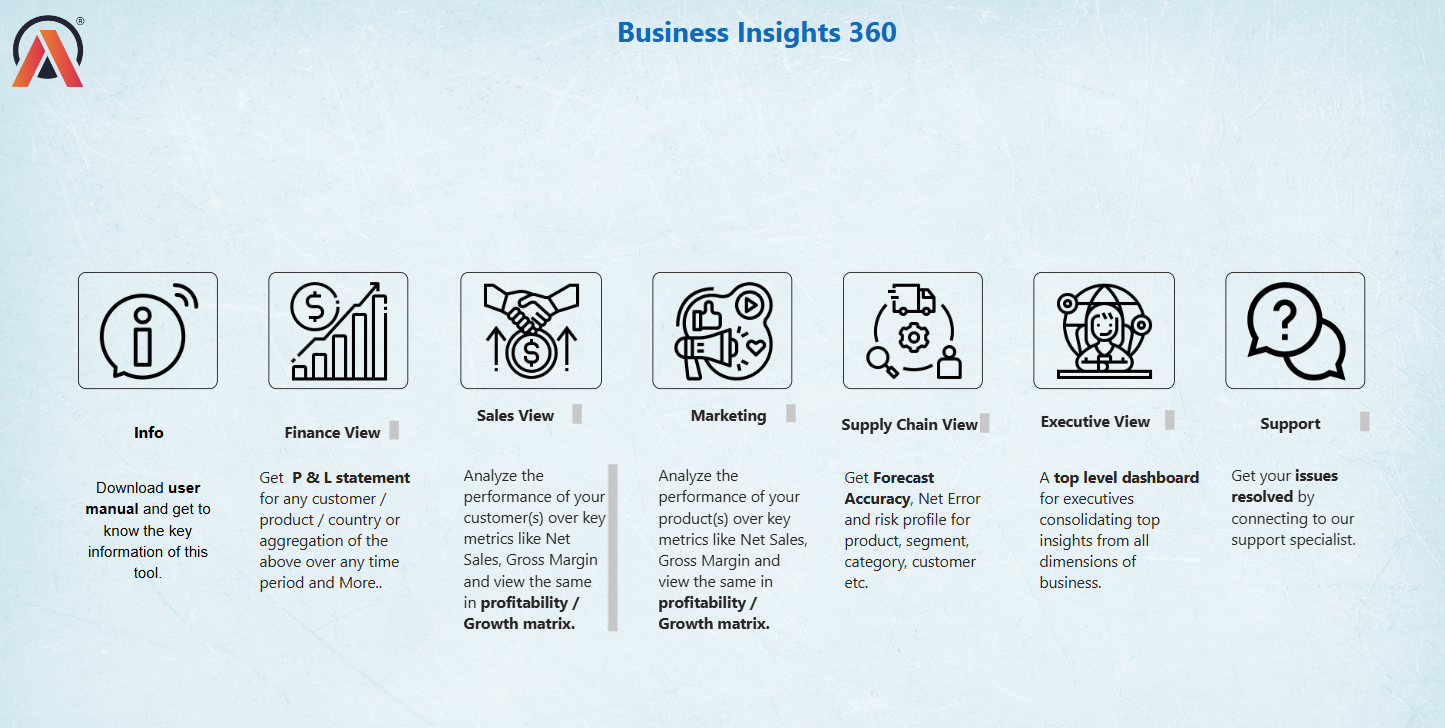 ®
Business Insights 360
Info
Download user
manual and get to
know the key
information of this
tool.
Finance View
Get P & L statement
for any customer /
product / country or
aggregation of the
above over any time
period and More..
Sales View
Analyze the
performance of your
customer(s) over key
metrics like Net
Sales, Gross Margin
and view the same
in profitability /
Growth matrix.
Marketing
Analyze the
performance of your
product(s) over key
metrics like Net Sales,
Gross Margin and
view the same in
profitability /
Growth matrix.
Supply Chain View
Get Forecast
Accuracy, Net Error
and risk profile for
product, segment,
category, customer
etc.
Executive View
A top level dashboard
for executives
consolidating top
insights from all
dimensions of
business.
Support
Get your issues
resolved by
connecting to our
support specialist.